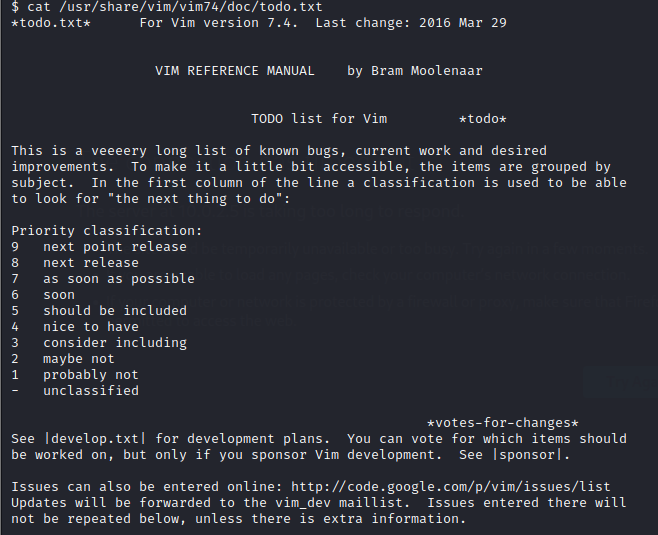 $ cat /usr/share/vim/vim74/doc/todo.txt
*todo.txt*      For Vim version 7.4.  Last change: 2016 Mar 29
VIM REFERENCE MANUAL    by Bram Moolenaar
TODO list for Vim         *todo*
This is a veeeery long list of known bugs, current work and desired
improvements.  To make it a little bit accessible, the items are grouped by
subject.  In the first column of the line a classification is used to be able
to look for "the next thing to do":
Priority classification:
9   next point release
8   next release
7   as soon as possible
6   soon
5   should be included
4   nice to have
3   consider including
2   maybe not
1   probably not
-   unclassified
*votes-for-changes*
See |develop.txt| for development plans.  You can vote for which items should
be worked on, but only if you sponsor Vim development.  See |sponsor|.
Issues can also be entered online: http://code.google.com/p/vim/issues/list
Updates will be forwarded to the vim_dev maillist.  Issues entered there will
not be repeated below, unless there is extra information.